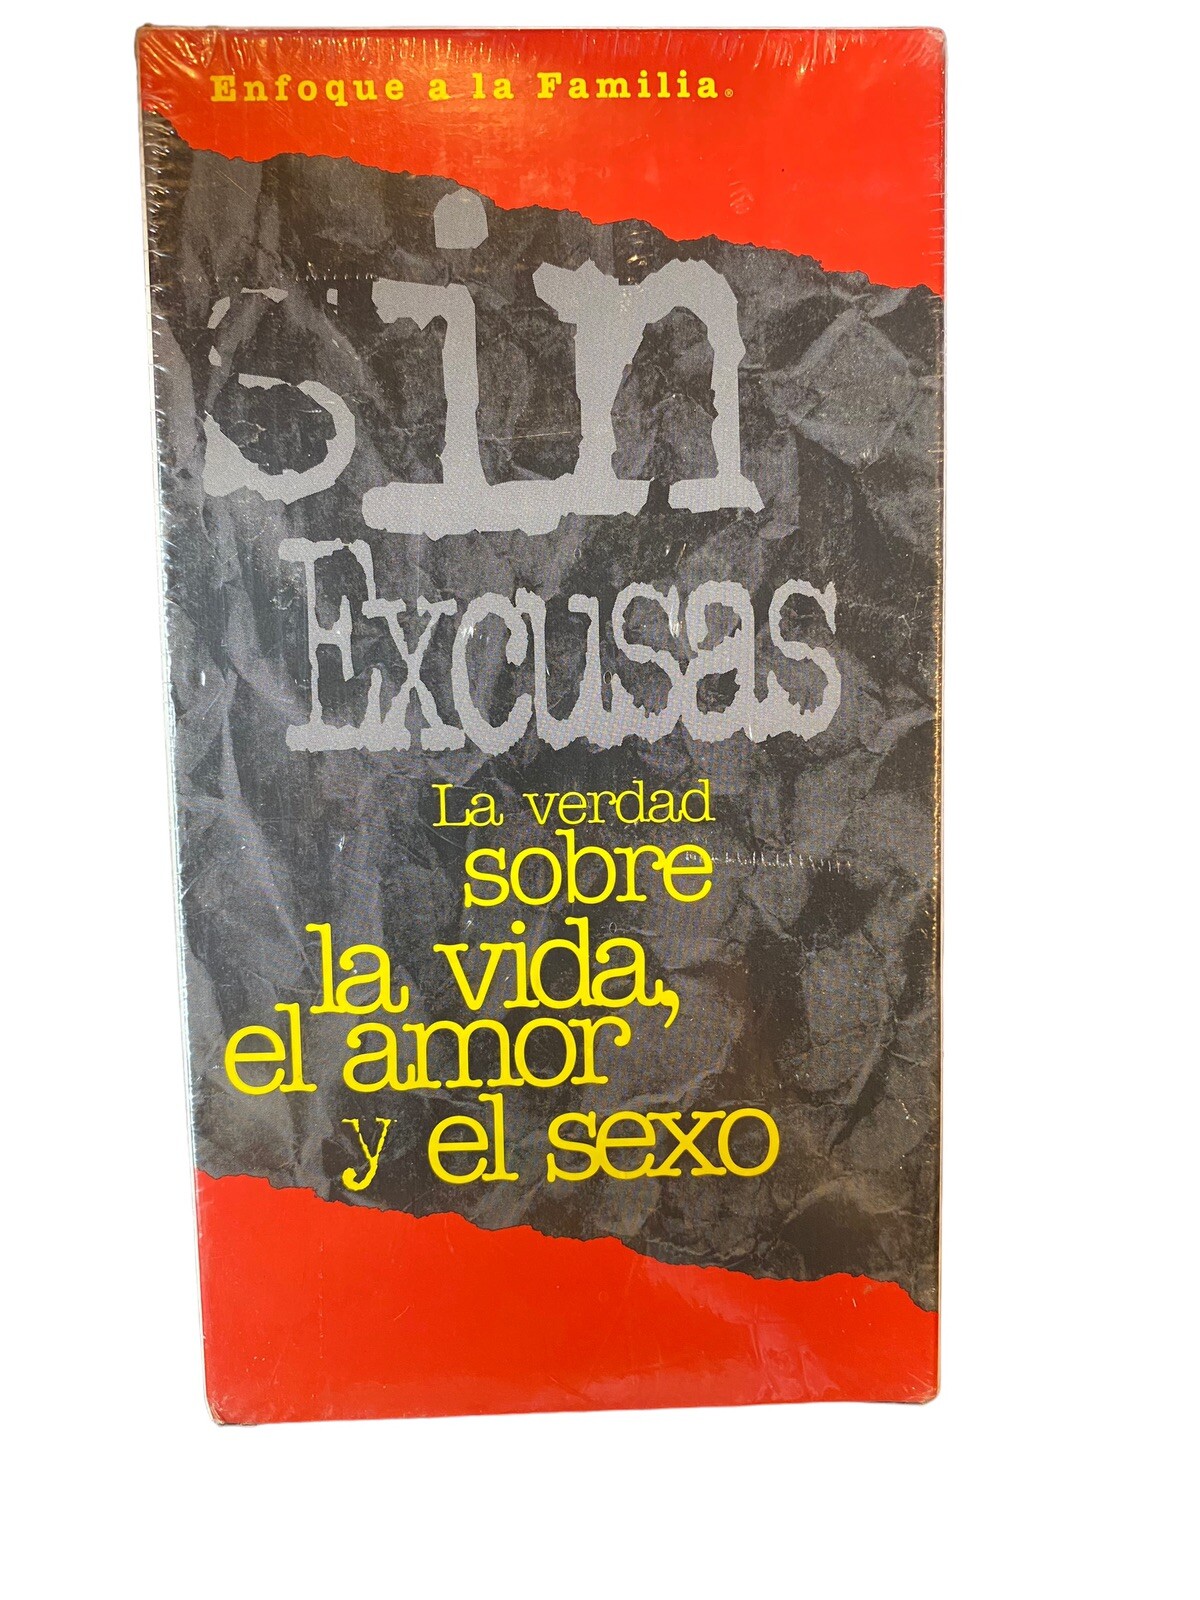 Enfoque a la Familia®
sin
Excusas
La verdad
sobre
la vida,
el amor
y el sexo